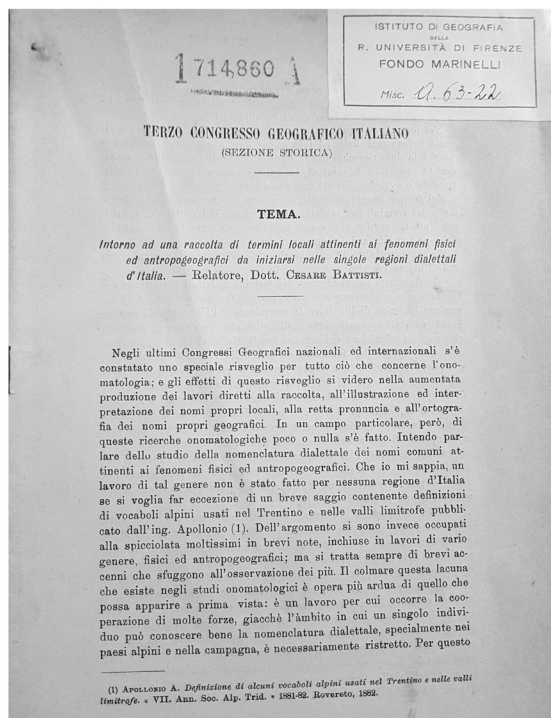 ISTITUTO DI GEOGRAFIA
DELLA
R. UNIVERSITÀ DI FIRENZE
FONDO MARINELLI
Misc. a. 63-22
714,860
TERZO CONGRESSO GEOGRAFICO ITALIANO
(SEZIONE STORICA)
TEMA.
Intorno ad una raccolta di termini locali attinenti ai fenomeni fisici
ed antropogeografici da iniziarsi nelle singole regioni dialettali
d'Italia. — Relatore, Dott. CESARE BATTISTI.
Negli ultimi Congressi Geografici nazionali ed internazionali s'è
constatato uno speciale risveglio per tutto ciò che concerne l'ono-
matologia; e gli effetti di questo risveglio si videro nella aumentata
produzione dei lavori diretti alla raccolta, all'illustrazione ed inter-
pretazione dei nomi propri locali, alla retta pronuncia e all'ortogra-
fia dei nomi propri geografici. In un campo particolare, però, di
queste ricerche onomatologiche poco o nulla s'è fatto. Intendo par-
lare dello studio della nomenclatura dialettale dei nomi comuni at-
tinenti ai fenomeni fisici ed antropogeografici. Che io mi sappia, un
lavoro di tal genere non è stato fatto per nessuna regione d'Italia
se si voglia far eccezione di un breve saggio contenente definizioni
di vocaboli alpini usati nel Trentino e nelle valli limitrofe pubbli-
cato dall'ing. Apollonio (1). Dell'argomento si sono invece occupati
alla spicciolata moltissimi in brevi note, inchiuse in lavori di vario
genere, fisici ed antropogeografici; ma si tratta sempre di brevi ac-
cenni che sfuggono all'osservazione dei più. Il colmare questa lacuna
che esiste negli studi onomatologici è opera più ardua di quello che
possa apparire a prima vista: è un lavoro per cui occorre la coo-
perazione di molte forze, giacchè l'àmbito in cui un singolo indivi-
duo può conoscere bene la nomenclatura dialettale, specialmente nei
paesi alpini e nella campagna, è necessariamente ristretto. Per questo
(1) APOLLONIO A. Definizione di alcuni vocaboli alpini usati nel Trentino e nelle valli
limitrofe. « VII. Ann. Soc. Alp. Trid. » 1881-82. Rovereto, 1882.